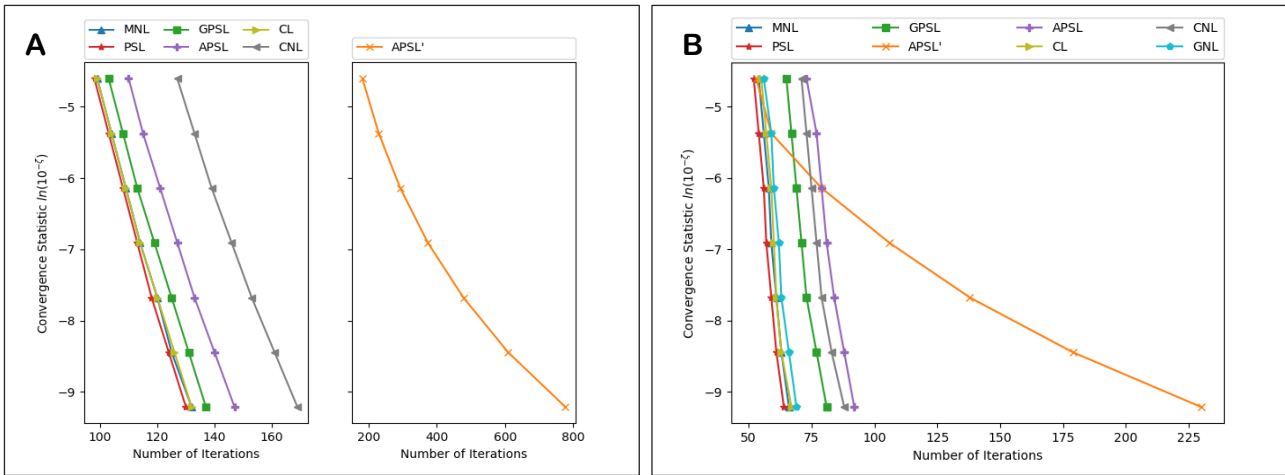 A
MNL GPSL CL
PSL APSL CNL
APSL'
Convergence Statistic ln(10^{-ζ})
−5
−6
−7
−8
−9
100 120 140 160
Number of Iterations
200 400 600 800
Number of Iterations
B
MNL GPSL APSL CNL
PSL APSL' CL GNL
Convergence Statistic ln(10^{-ζ})
−5
−6
−7
−8
−9
50 75 100 125 150 175 200 225
Number of Iterations